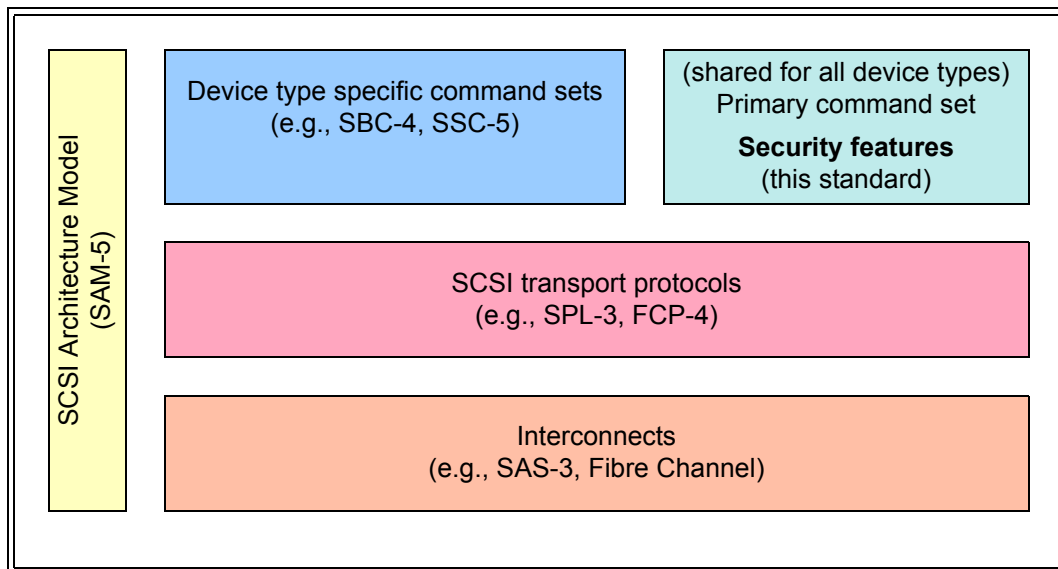 SCSI Architecture Model
(SAM-5)
Device type specific command sets
(e.g., SBC-4, SSC-5)
(shared for all device types)
Primary command set
Security features
(this standard)
SCSI transport protocols
(e.g., SPL-3, FCP-4)
Interconnects
(e.g., SAS-3, Fibre Channel)